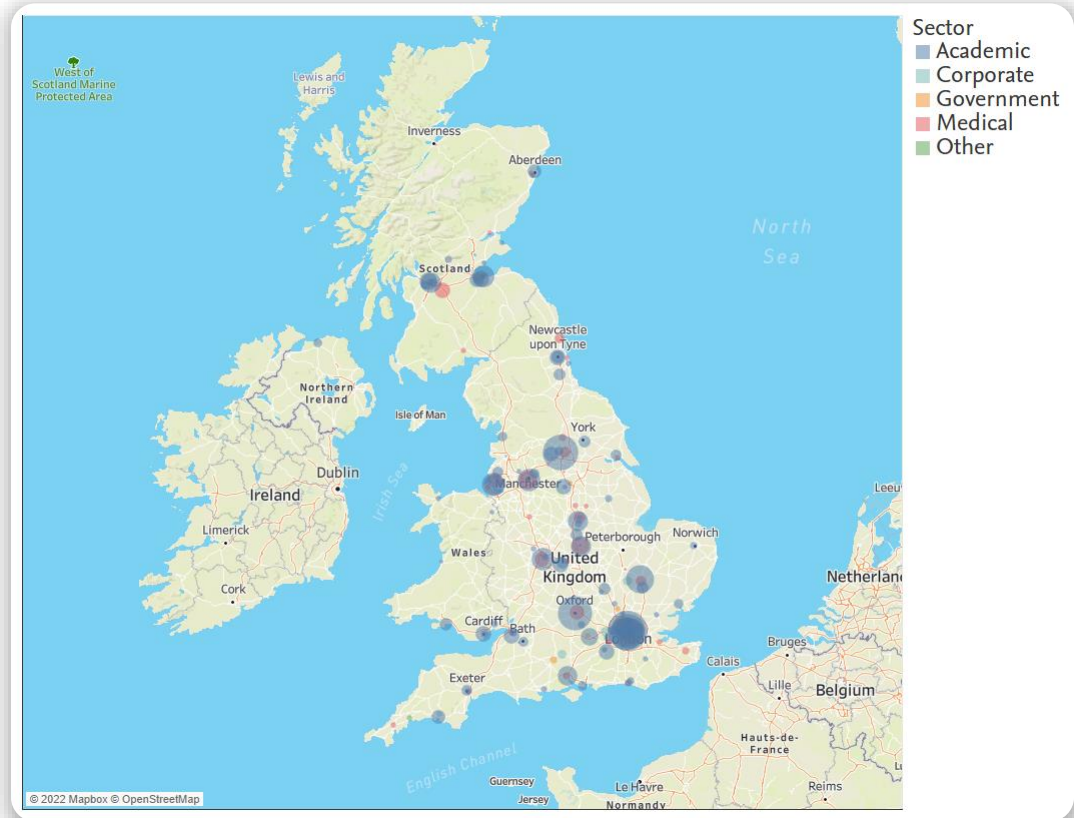 Sector
Academic
Corporate
Government
Medical
Other
West of
Scotland Marine
Protected Area
Lewis and
Harris
Inverness
Aberdeen
North
Sea
Scotland
Newcastle
upon Tyne
Northern
Ireland
Isle of Man
York
Dublin
Irish Sea
Manchester
Ireland
Leeu
Limerick
Peterborough
Norwich
Wales
United
Kingdom
Netherlan
Cork
Oxford
Cardiff
Bath
London
Bruges
Calais
Exeter
Lille
Belgium
Hauts-de-
France
English Channel
Guernsey
Le Havre
Reims
Jersey
Normandy
Lu
© 2022 Mapbox © OpenStreetMap